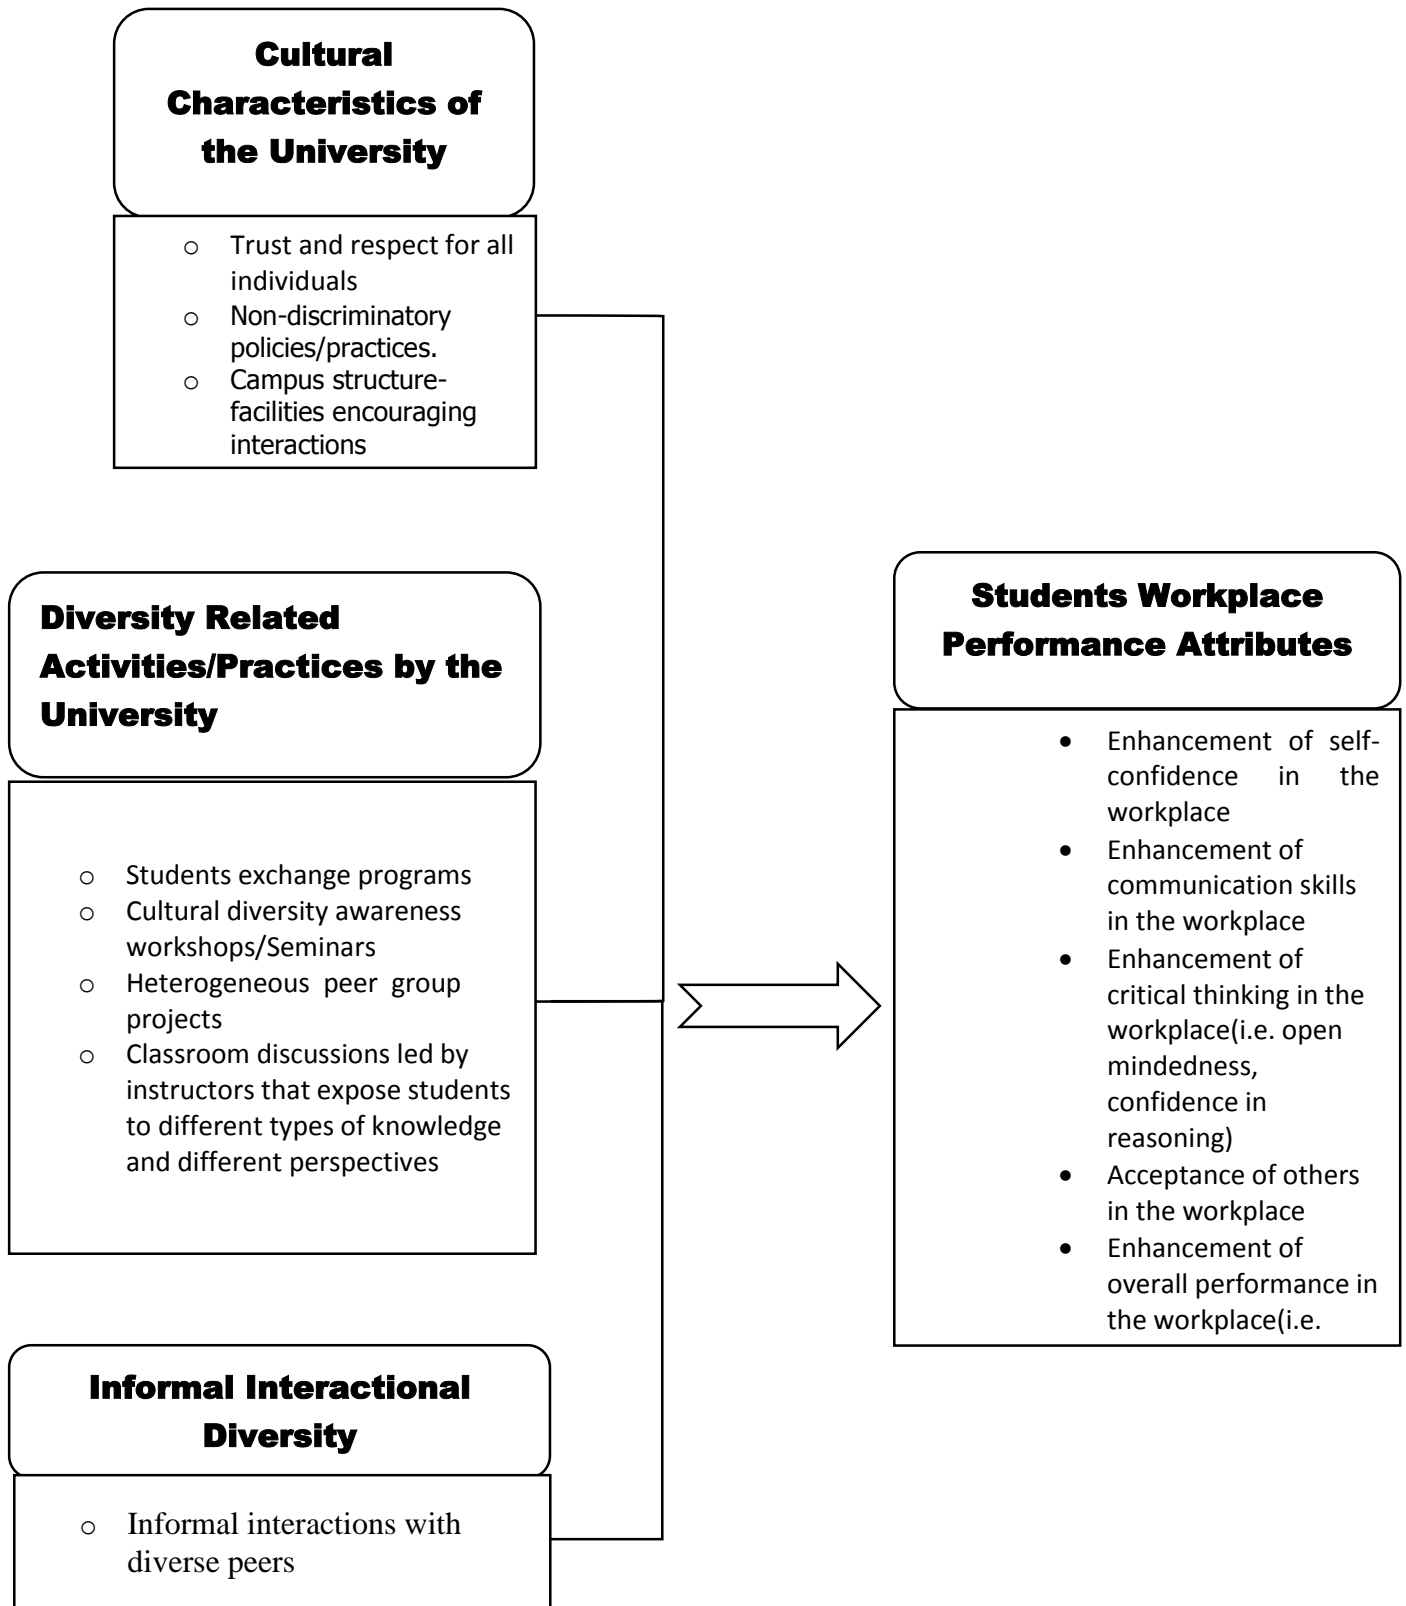 Cultural
Characteristics of
the University
o Trust and respect for all
individuals
o Non-discriminatory
policies/practices.
o Campus structure-
facilities encouraging
interactions
Diversity Related
Activities/Practices by the
University
o Students exchange programs
o Cultural diversity awareness
workshops/Seminars
o Heterogeneous peer group
projects
o Classroom discussions led by
instructors that expose students
to different types of knowledge
and different perspectives
Informal Interactional
Diversity
o Informal interactions with
diverse peers
Students Workplace
Performance Attributes
• Enhancement of self-
confidence in the
workplace
• Enhancement of
communication skills
in the workplace
• Enhancement of
critical thinking in the
workplace(i.e. open
mindedness,
confidence in
reasoning)
• Acceptance of others
in the workplace
• Enhancement of
overall performance in
the workplace(i.e.